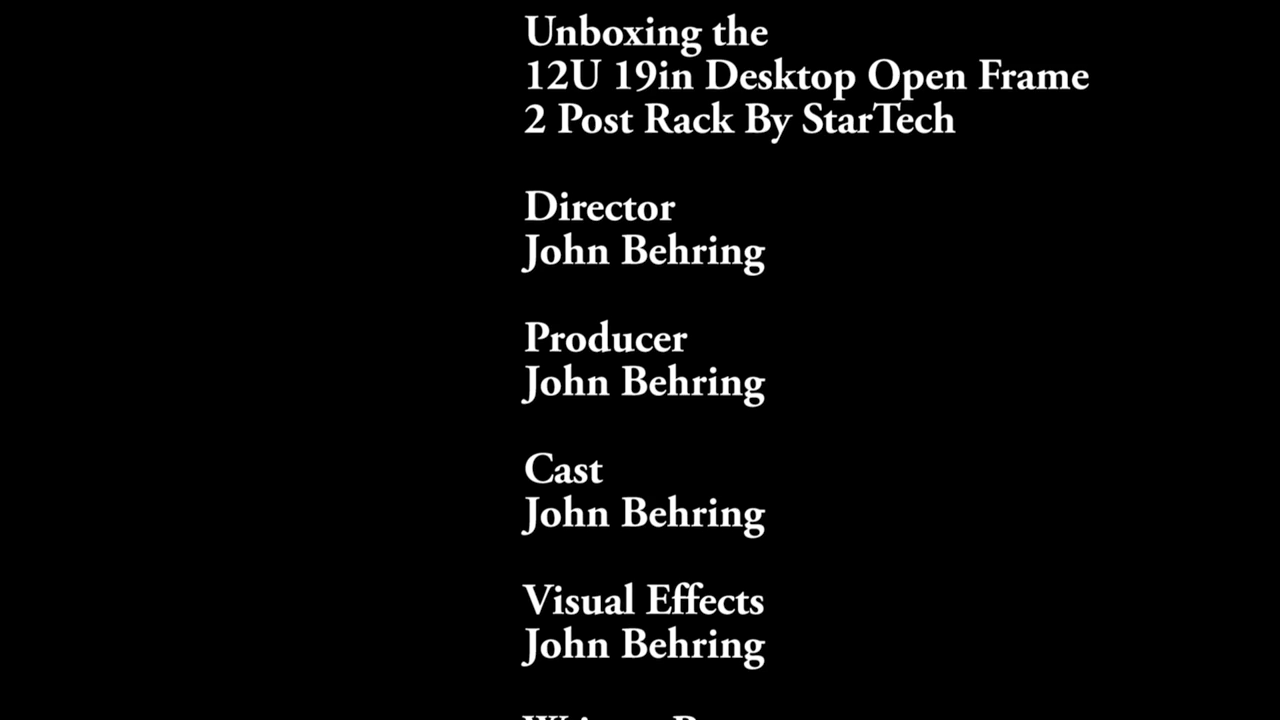 Unboxing the
12U 19in Desktop Open Frame
2 Post Rack By StarTech
Director
John Behring
Producer
John Behring
Cast
John Behring
Visual Effects
John Behring